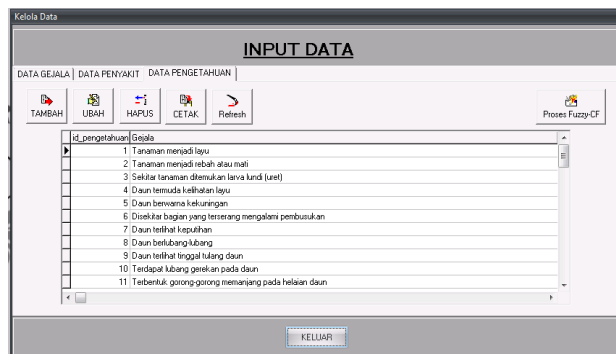 Kelola Data
INPUT DATA
DATA GEJALA DATA PENYAKIT DATA PENGETAHUAN
TAMBAH UBAH HAPUS CETAK Refresh Proses Fuzzy-CF
id_pengetahuan Gejala
1 Tanaman menjadi layu
2 Tanaman menjadi rebah atau mati
3 Sekitar tanaman ditemukan larva lundi (uret)
4 Daun termuda kelihatan layu
5 Daun berwarna kekuningan
6 Disekitar bagian yang terserang mengalami pembusukan
7 Daun terlihat keputihan
8 Daun berlubang-lubang
9 Daun terlihat tinggal tulang daun
10 Terdapat lubang gerekan pada daun
11 Terbentuk gorong-gorong memanjang pada helaian daun
KELUAR